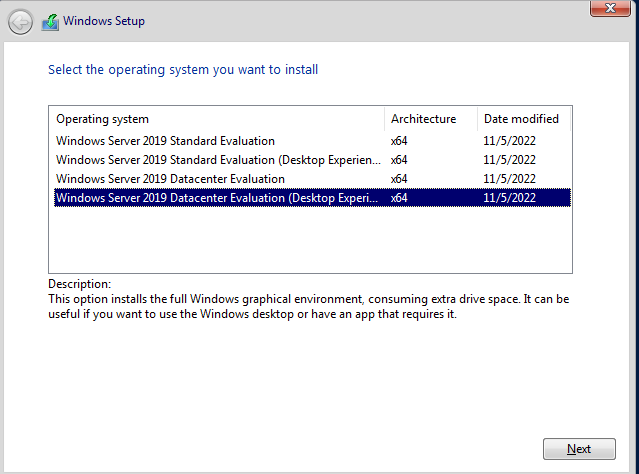 Windows Setup
Select the operating system you want to install
Operating system Architecture Date modified
Windows Server 2019 Standard Evaluation x64 11/5/2022
Windows Server 2019 Standard Evaluation (Desktop Experien... x64 11/5/2022
Windows Server 2019 Datacenter Evaluation x64 11/5/2022
Windows Server 2019 Datacenter Evaluation (Desktop Experi... x64 11/5/2022
Description:
This option installs the full Windows graphical environment, consuming extra drive space. It can be
useful if you want to use the Windows desktop or have an app that requires it.
Next